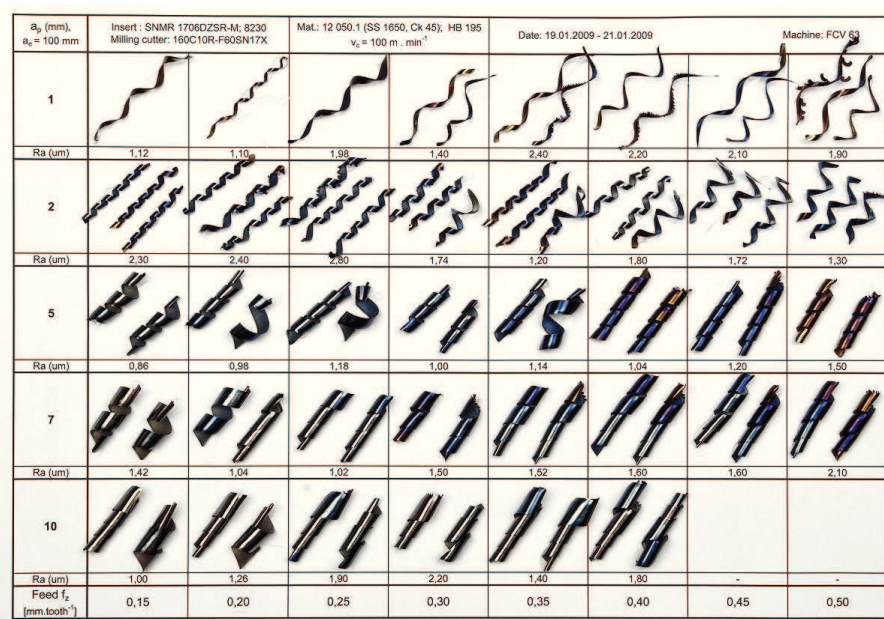 aₚ (mm),
aₑ = 100 mm
Insert : SNMR 1706DZSR-M; 8230
Milling cutter: 160C10R-F60SN17X
Mat.: 12 050.1 (SS 1650, Ck 45); HB 195
v꜀ = 100 m . min⁻¹
Date: 19.01.2009 - 21.01.2009
Machine: FCV 63
1
Ra (um) 1,12 1,10 1,98 1,40 2,40 2,20 2,10 1,90
2
Ra (um) 2,30 2,40 2,80 1,74 1,20 1,80 1,72 1,30
5
Ra (um) 0,86 0,98 1,18 1,00 1,14 1,04 1,20 1,50
7
Ra (um) 1,42 1,04 1,02 1,50 1,52 1,60 1,60 2,10
10
Ra (um) 1,00 1,26 1,90 2,20 1,40 1,80 - -
Feed f_z
[mm.tooth⁻¹]
0,15 0,20 0,25 0,30 0,35 0,40 0,45 0,50